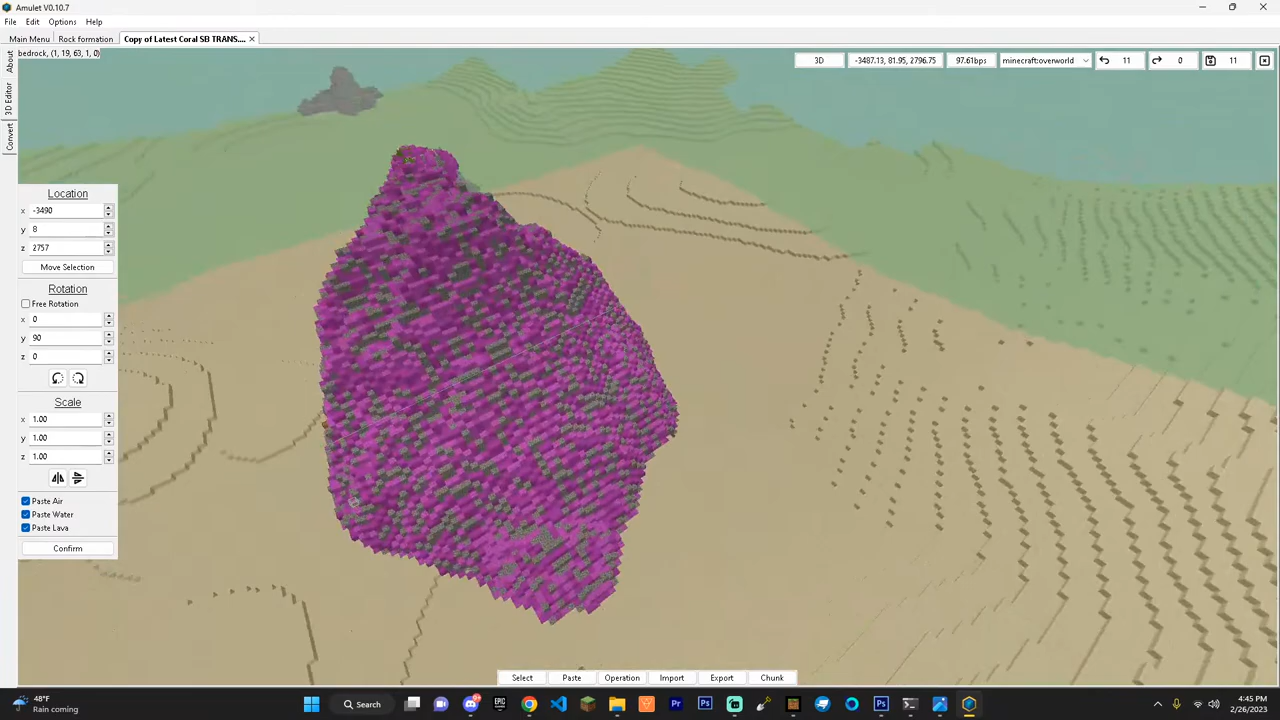 Amulet V0.10.7
File Edit Options Help
Main Menu Rock formation Copy of Latest Coral SB TRANS....
bedrock, (1, 19, 63, 1, 0)
3D -3487.13, 81.95, 2796.75 97.61bps minecraft:overworld 11 0 11
About
3D Editor
Convert
Location
x -3490
y 8
z 2757
Move Selection
Rotation
Free Rotation
x 0
y 90
z 0
Scale
x 1.00
y 1.00
z 1.00
Paste Air
Paste Water
Paste Lava
Confirm
Select Paste Operation Import Export Chunk
48°F
Rain coming
Search
4:45 PM
2/26/2023